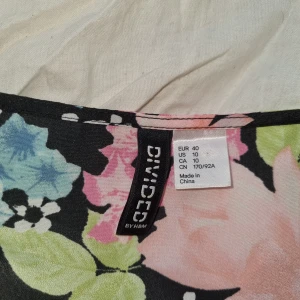 DIVIDED
BY H&M
EUR 40
US 10
CA 10
CN 170/92A
Made in
China